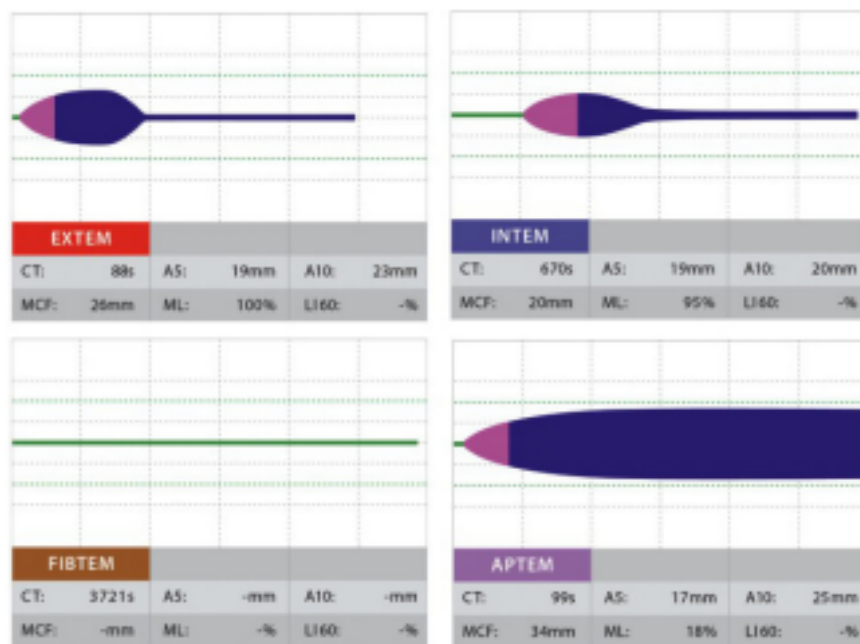 EXTEM
CT: 88s A5: 19mm A10: 23mm
MCF: 26mm ML: 100% LI60: -%
INTEM
CT: 670s A5: 19mm A10: 20mm
MCF: 20mm ML: 95% LI60: -%
FIBTEM
CT: 3721s A5: -mm A10: -mm
MCF: -mm ML: -% LI60: -%
APTEM
CT: 99s A5: 17mm A10: 25mm
MCF: 34mm ML: 18% LI60: -%